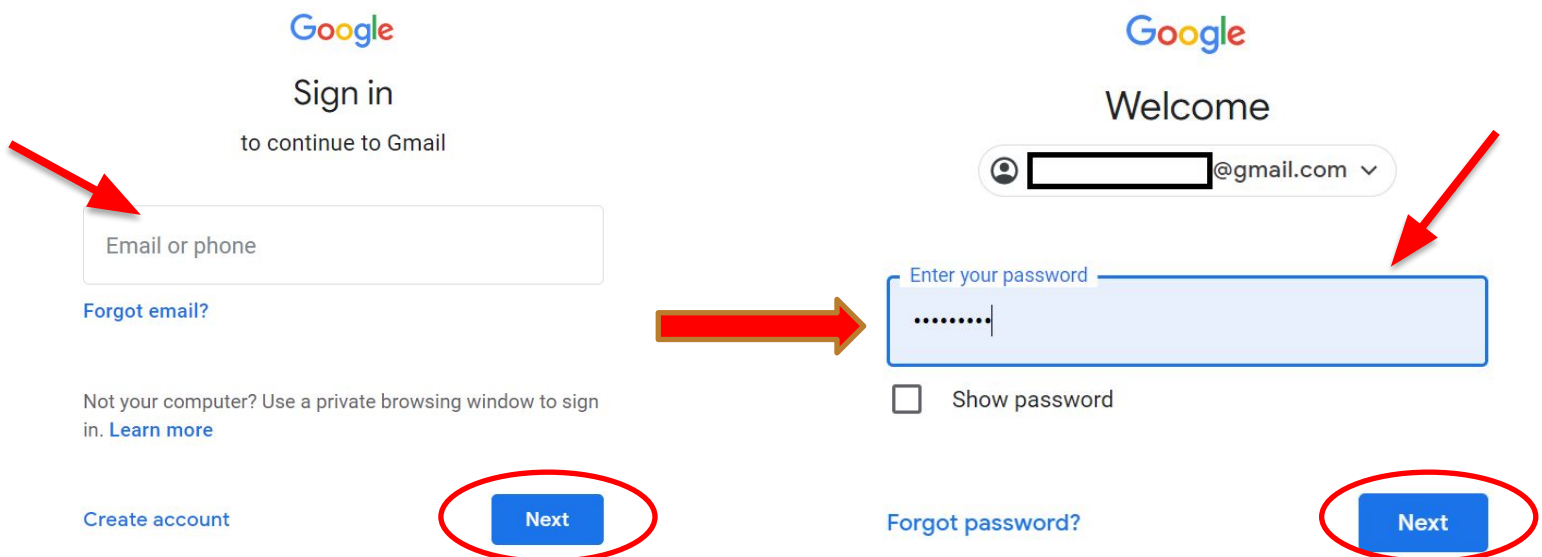 Google
Sign in
to continue to Gmail
Email or phone
Forgot email?
Not your computer? Use a private browsing window to sign
in. Learn more
Create account
Next
Google
Welcome
@gmail.com
Enter your password
•••••••••
Show password
Forgot password?
Next